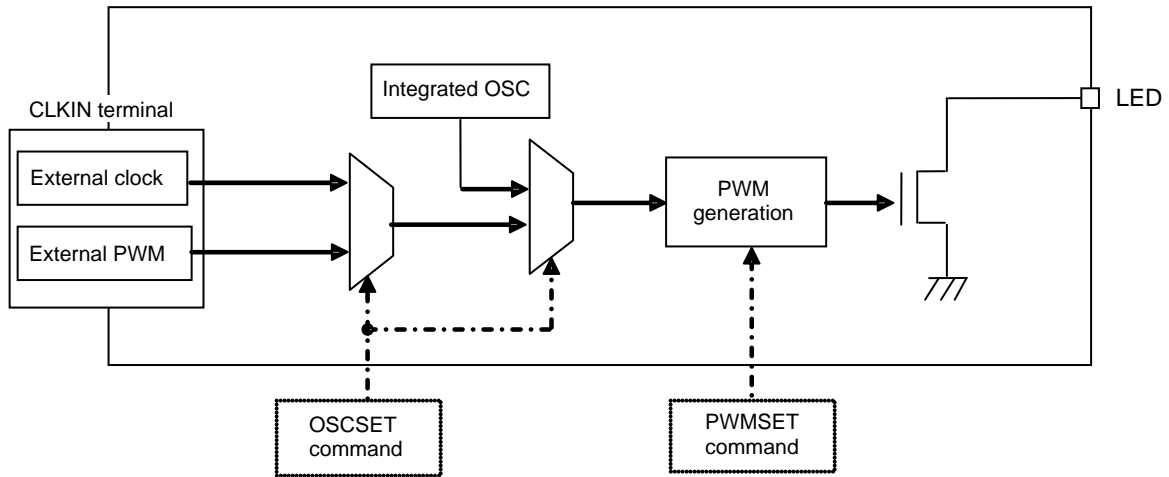 Integrated OSC
LED
CLKIN terminal
External clock
External PWM
PWM
generation
OSCSET
command
PWMSET
command